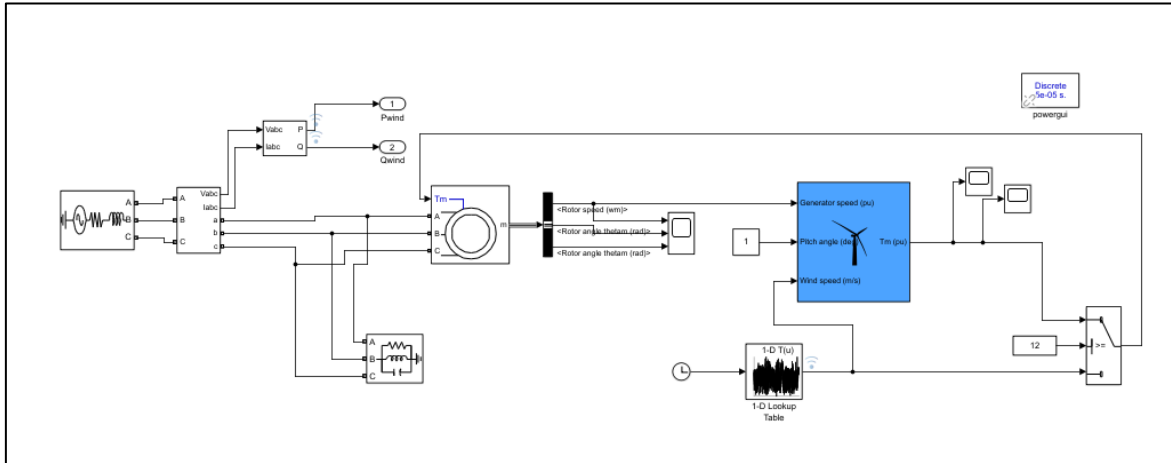 Discrete
5e-05 s.
powergui
1
Pwind
2
Qwind
Vabc
Iabc
P
Q
A
B
C
A
B
C
Vabc
Iabc
a
b
c
Tm
A
B
C
m
<Rotor speed (wm)>
<Rotor angle thetam (rad)>
<Rotor angle thetam (rad)>
Generator speed (pu)
Pitch angle (deg)
Wind speed (m/s)
Tm (pu)
1
A
B
C
1-D T(u)
1-D Lookup
Table
12
>=